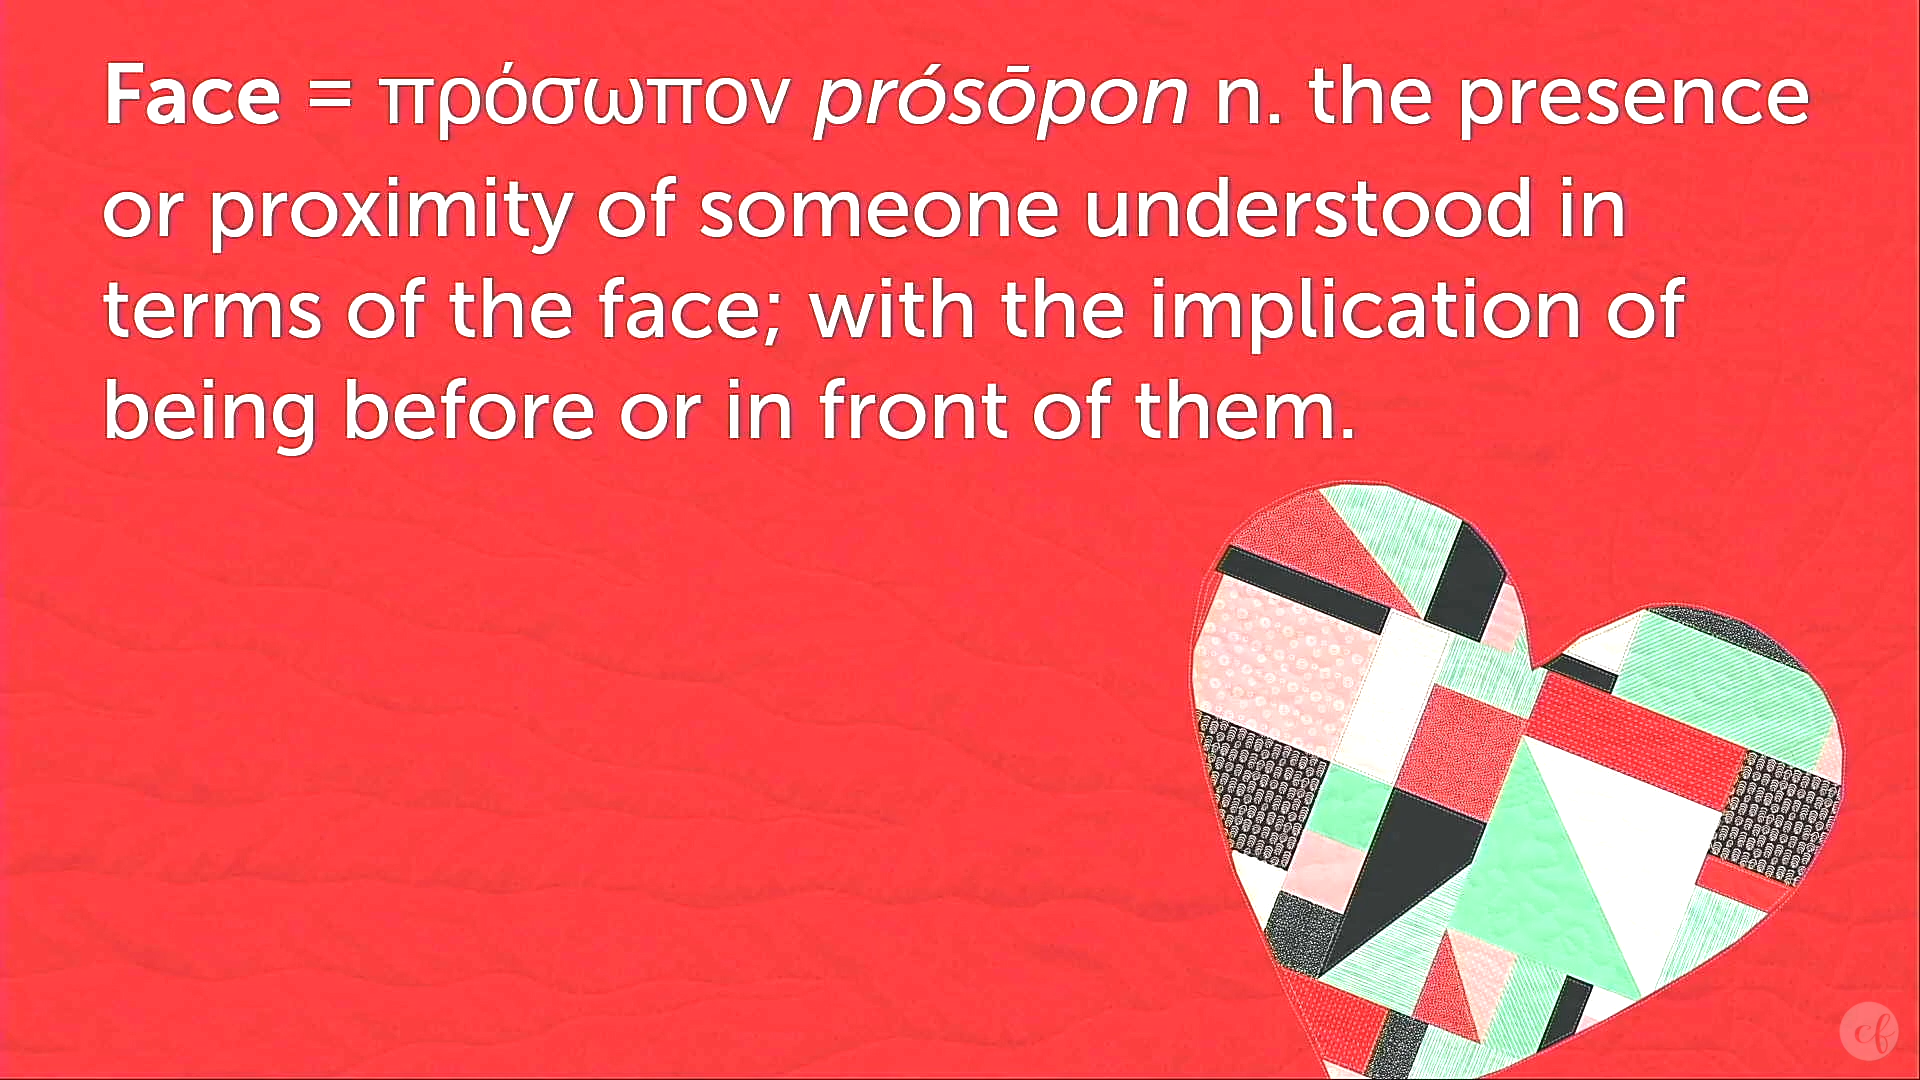 Face = πρόσωπον prósōpon n. the presence
or proximity of someone understood in
terms of the face; with the implication of
being before or in front of them.
cf